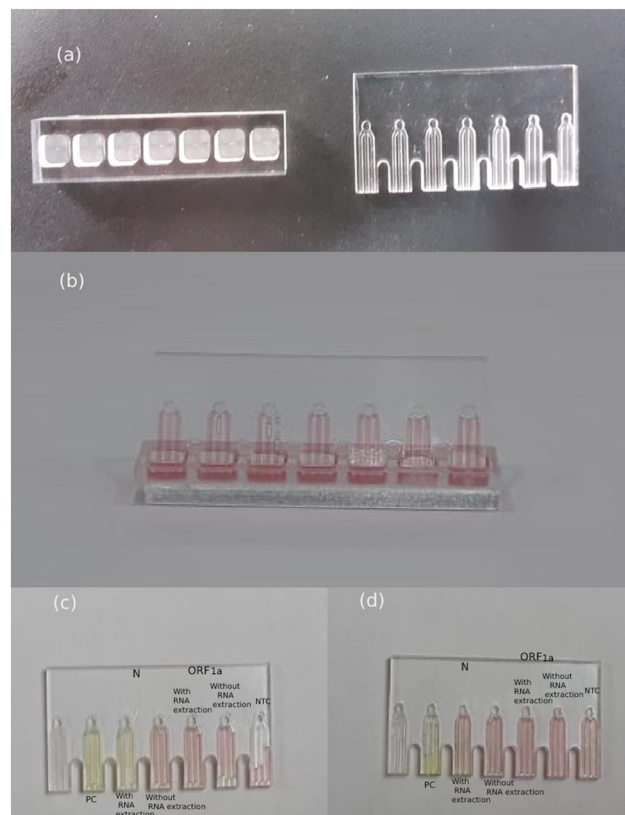 (a)
(b)
(c)
N
ORF1a
With
RNA
extraction
Without
RNA
extraction
NTC
PC
With
RNA
extraction
Without
RNA extraction
(d)
N
ORF1a
With
RNA
extraction
Without
RNA
extraction
NTC
PC
With
RNA
extraction
Without
RNA extraction